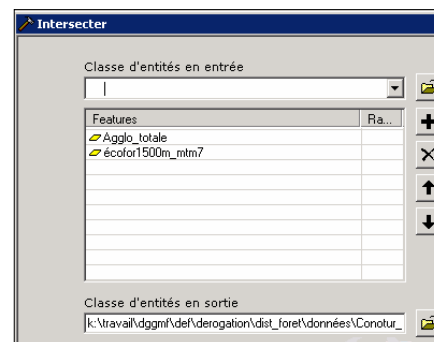 Intersecter
Classe d'entités en entrée
Features Ra...
Agglo_totale
écofor1500m_mtm7
Classe d'entités en sortie
k:\travail\dggmf\def\derogation\dist_foret\données\Conotur_